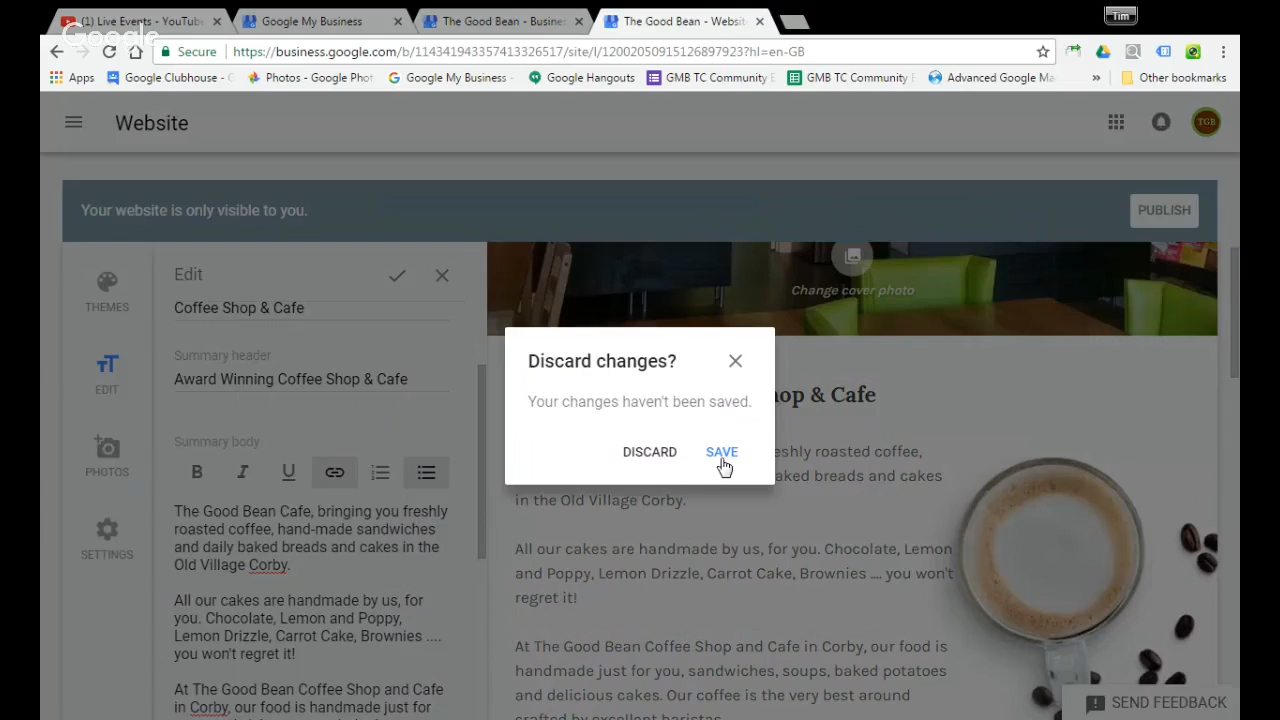 (1) Live Events - YouTube
Google My Business
The Good Bean - Busines
The Good Bean - Websit
Tim
Google
Secure
https://business.google.com/b/114341943357413326517/site/l/12002050915126897923?hl=en-GB
Apps
Google Clubhouse - G
Photos - Google Phot
Google My Business -
Google Hangouts
GMB TC Community E
GMB TC Community F
Advanced Google Ma
»
Other bookmarks
Website
TGB
Your website is only visible to you.
PUBLISH
THEMES
EDIT
PHOTOS
SETTINGS
Edit
Coffee Shop & Cafe
Summary header
Award Winning Coffee Shop & Cafe
Summary body
B I U
The Good Bean Cafe, bringing you freshly
roasted coffee, hand-made sandwiches
and daily baked breads and cakes in the
Old Village Corby.
All our cakes are handmade by us, for
you. Chocolate, Lemon and Poppy,
Lemon Drizzle, Carrot Cake, Brownies ....
you won't regret it!
At The Good Bean Coffee Shop and Cafe
in Corby, our food is handmade just for
Change cover photo
Discard changes?
Your changes haven't been saved.
DISCARD
SAVE
hop & Cafe
eshly roasted coffee,
aked breads and cakes
in the Old Village Corby.
All our cakes are handmade by us, for you. Chocolate, Lemon
and Poppy, Lemon Drizzle, Carrot Cake, Brownies .... you won't
regret it!
At The Good Bean Coffee Shop and Cafe in Corby, our food is
handmade just for you, sandwiches, soups, baked potatoes
and delicious cakes. Our coffee is the very best around
crafted by excellent baristas.
SEND FEEDBACK